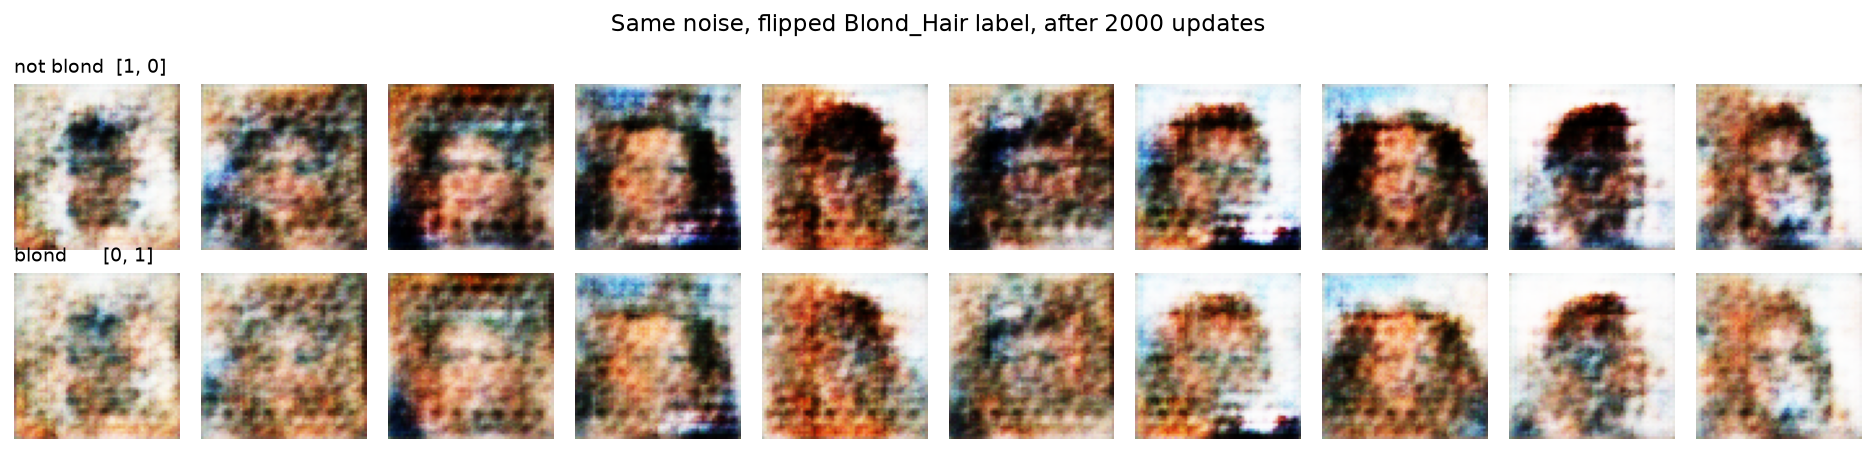 Same noise, flipped Blond_Hair label, after 2000 updates
not blond  [1, 0]
blond      [0, 1]